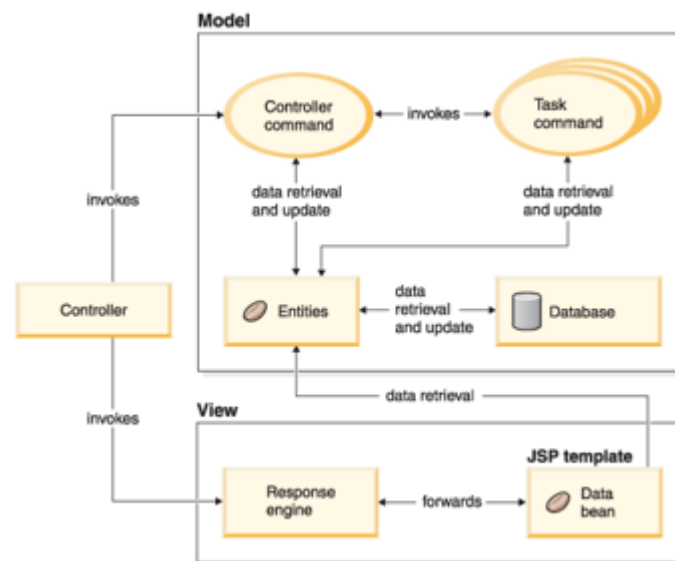 Model
Controller
command
invokes
Task
command
data retrieval
and update
data retrieval
and update
invokes
Controller
Entities
data
retrieval
and update
Database
data retrieval
invokes
View
JSP template
Response
engine
forwards
Data
bean